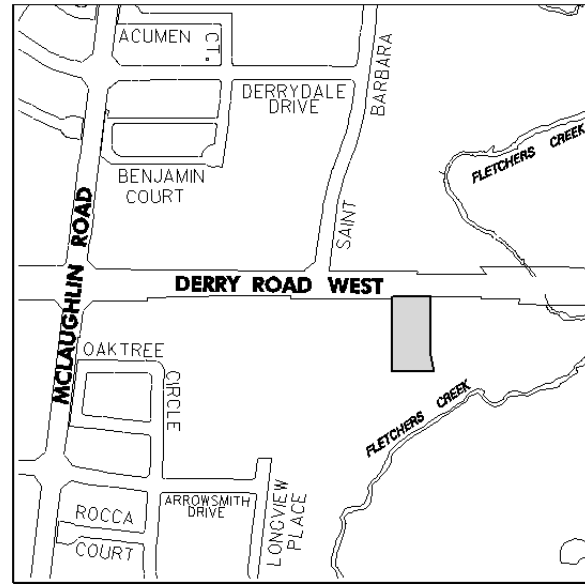 ACUMEN
CT.
DERRYDALE
DRIVE
BARBARA
SAINT
FLETCHERS CREEK
BENJAMIN
COURT
MCLAUGHLIN ROAD
DERRY ROAD WEST
OAKTREE
CIRCLE
FLETCHERS CREEK
ARROWSMITH
DRIVE
LONGVIEW
PLACE
ROCCA
COURT